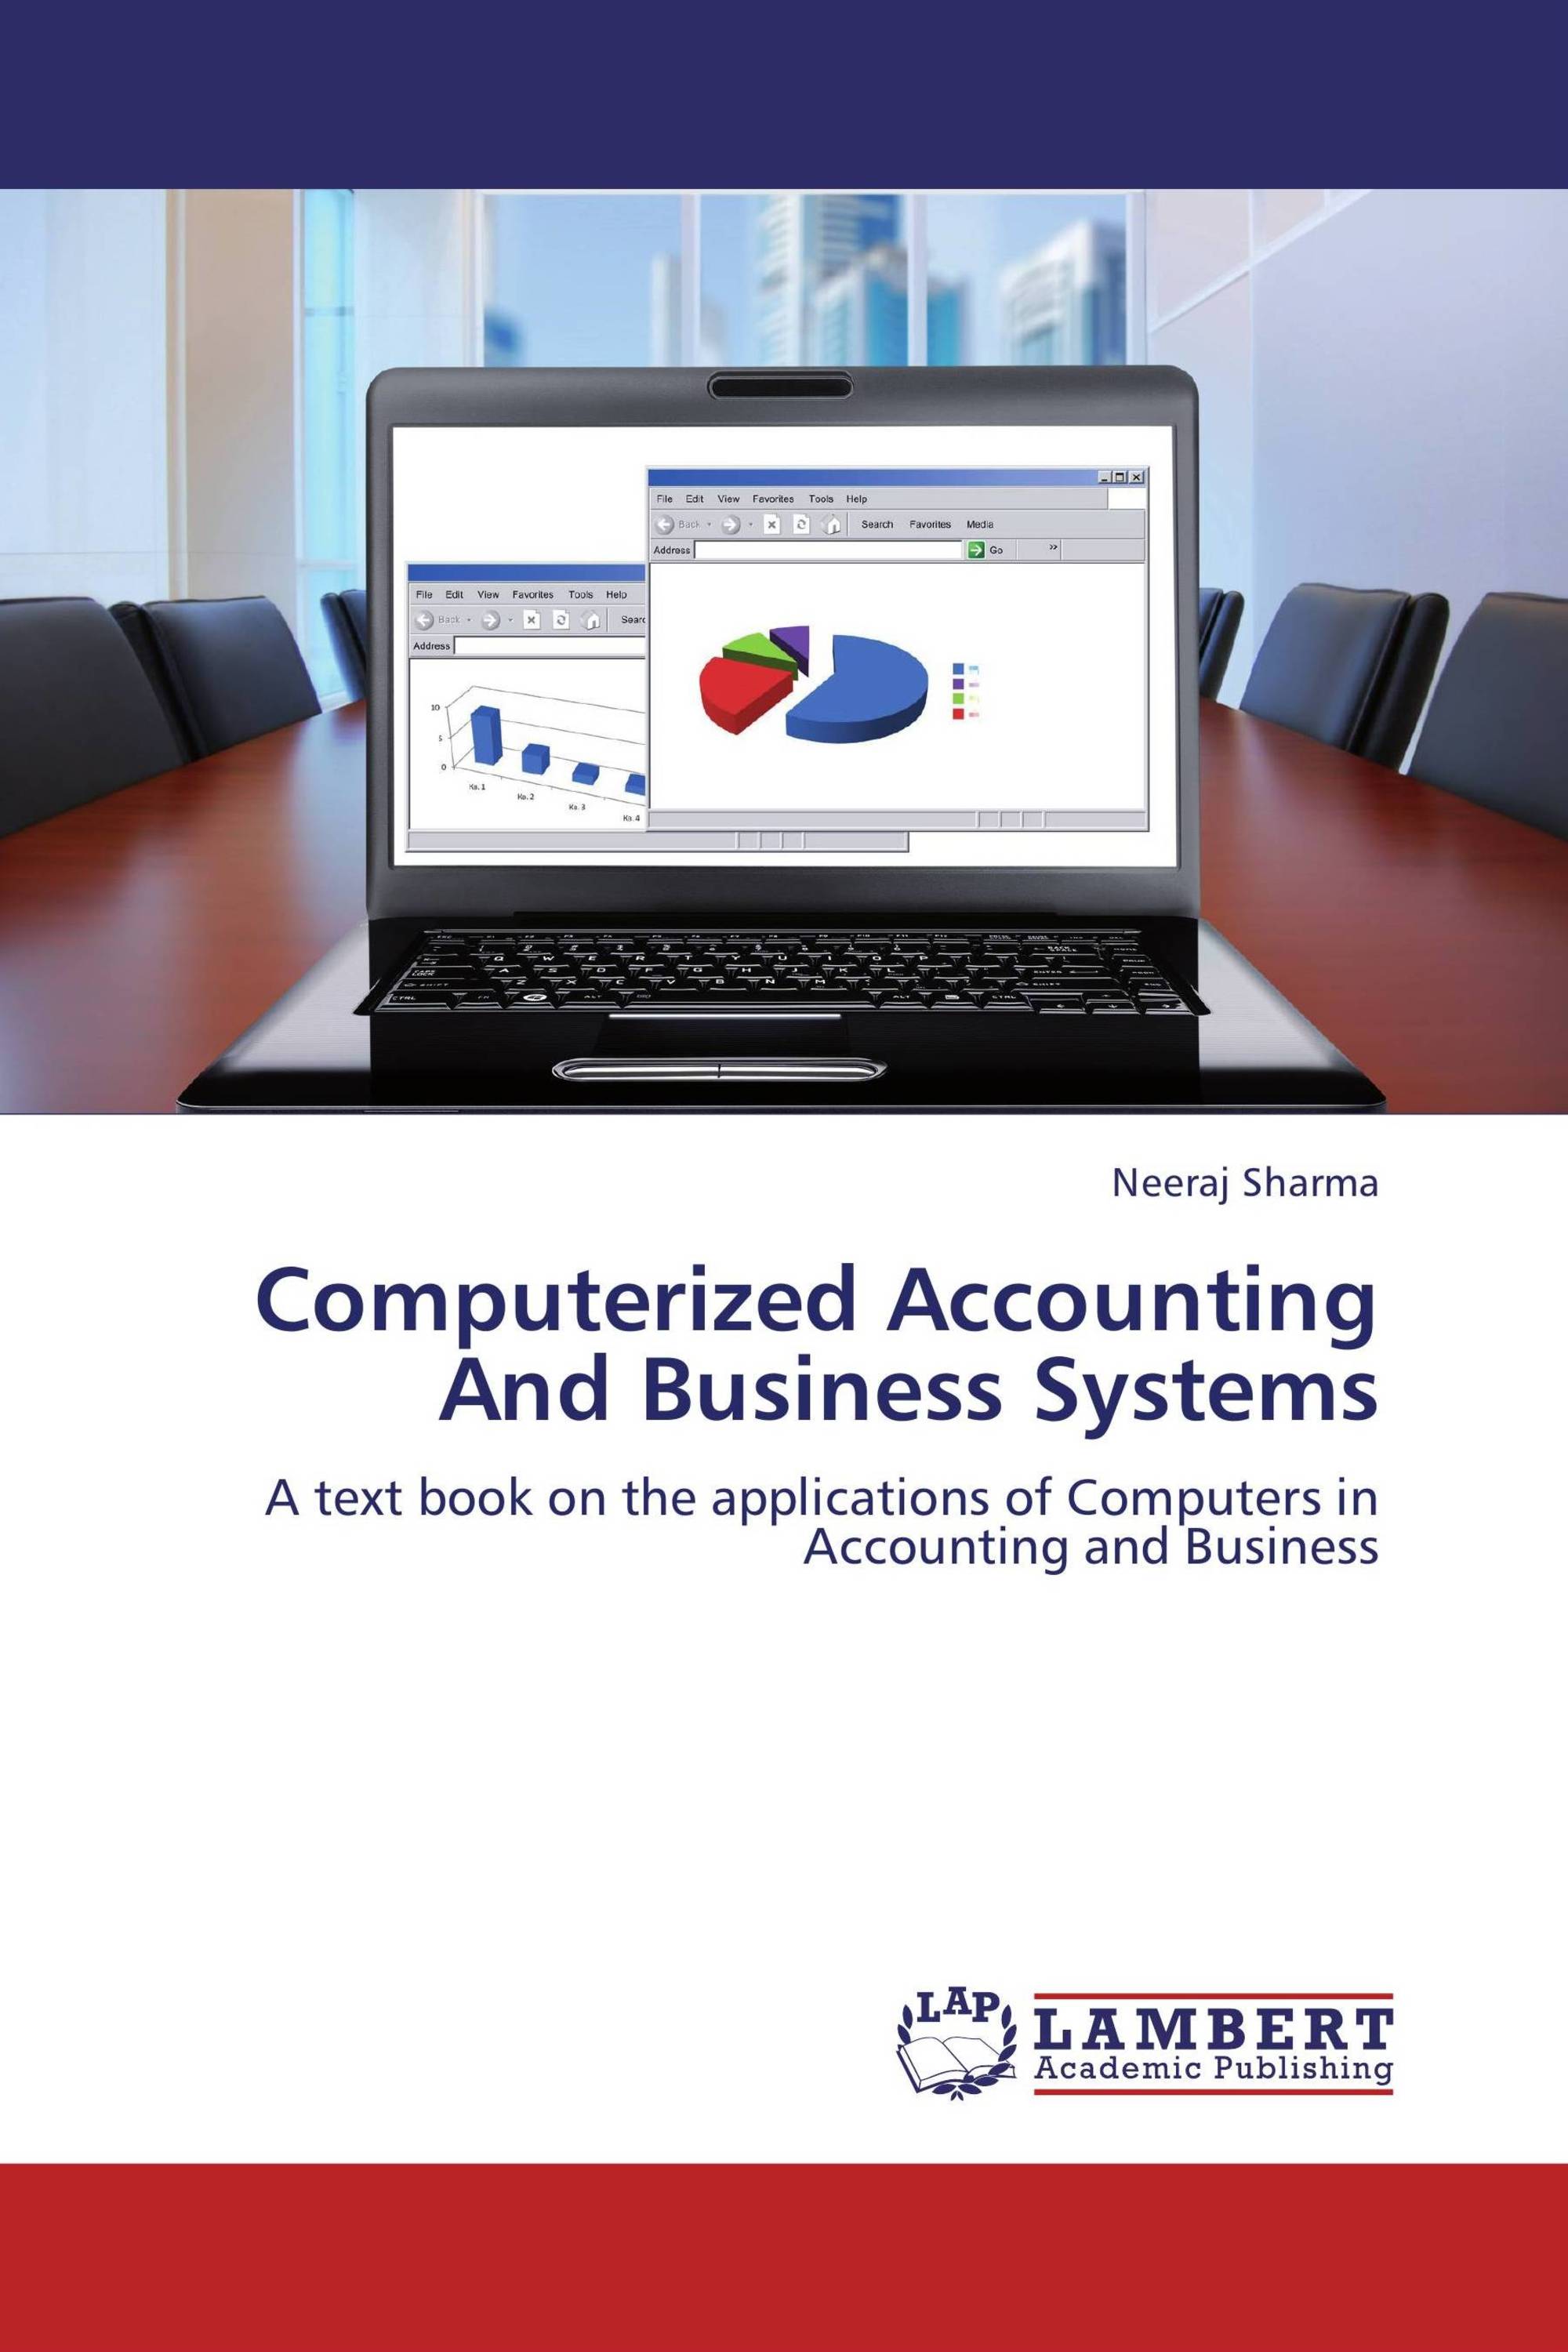 File Edit View Favorites Tools Help
Back Search Favorites Media
Address Go »
File Edit View Favorites Tools Help
Back
Address
10
5
0
Neeraj Sharma
Computerized Accounting
And Business Systems
A text book on the applications of Computers in
Accounting and Business
LAP
LAMBERT
Academic Publishing